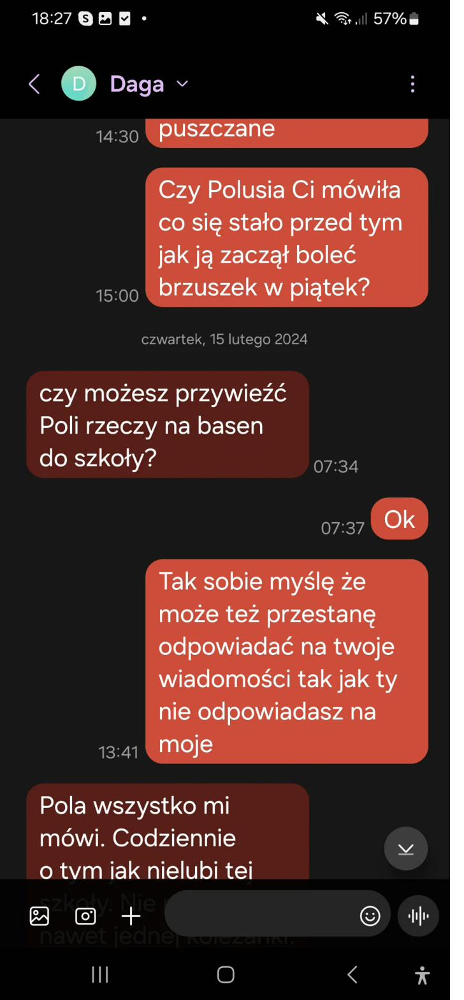 18:27
57%
D
Daga
puszczane
14:30
Czy Polusia Ci mówiła
co się stało przed tym
jak ją zaczął boleć
brzuszek w piątek?
15:00
czwartek, 15 lutego 2024
czy możesz przywieźć
Poli rzeczy na basen
do szkoły?
07:34
Ok
07:37
Tak sobie myślę że
może też przestanę
odpowiadać na twoje
wiadomości tak jak ty
nie odpowiadasz na
moje
13:41
Pola wszystko mi
mówi. Codziennie
o tym jak nielubi tej
szkoły. Nie
nawet jednej koleżanki.